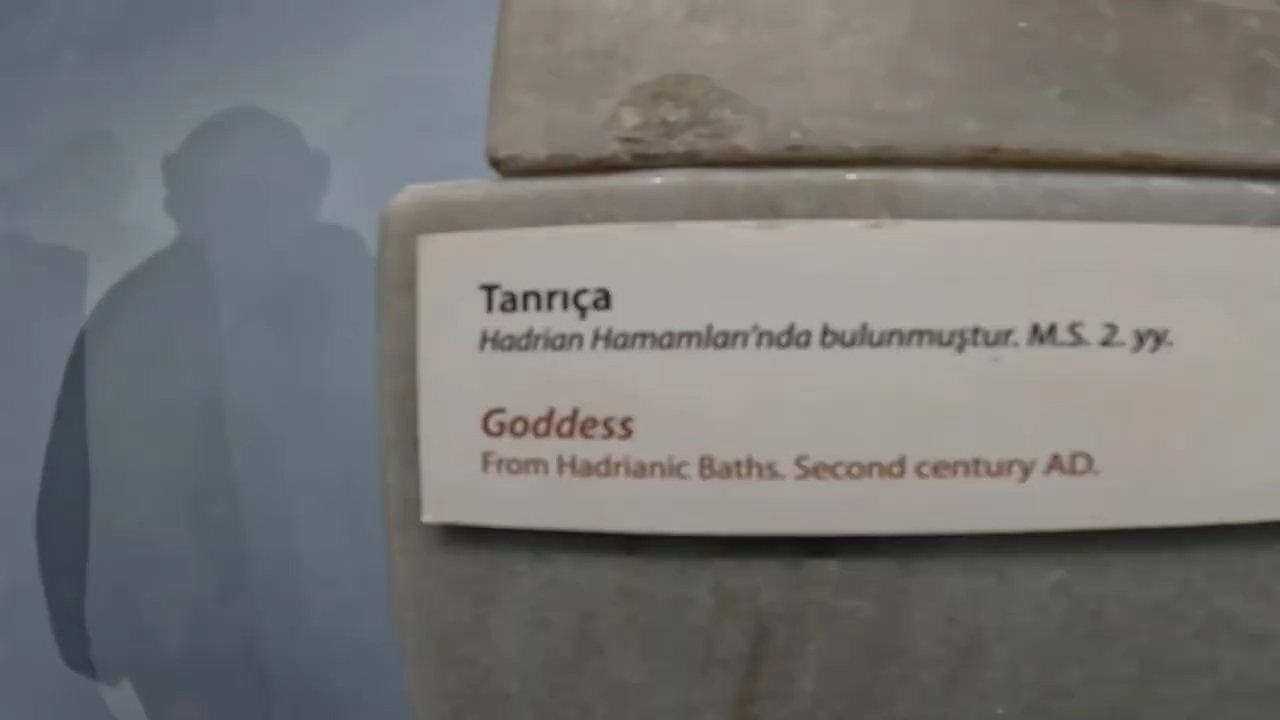 Tanrıça
Hadrian Hamamları'nda bulunmuştur. M.S. 2. yy.
Goddess
From Hadrianic Baths. Second century AD.